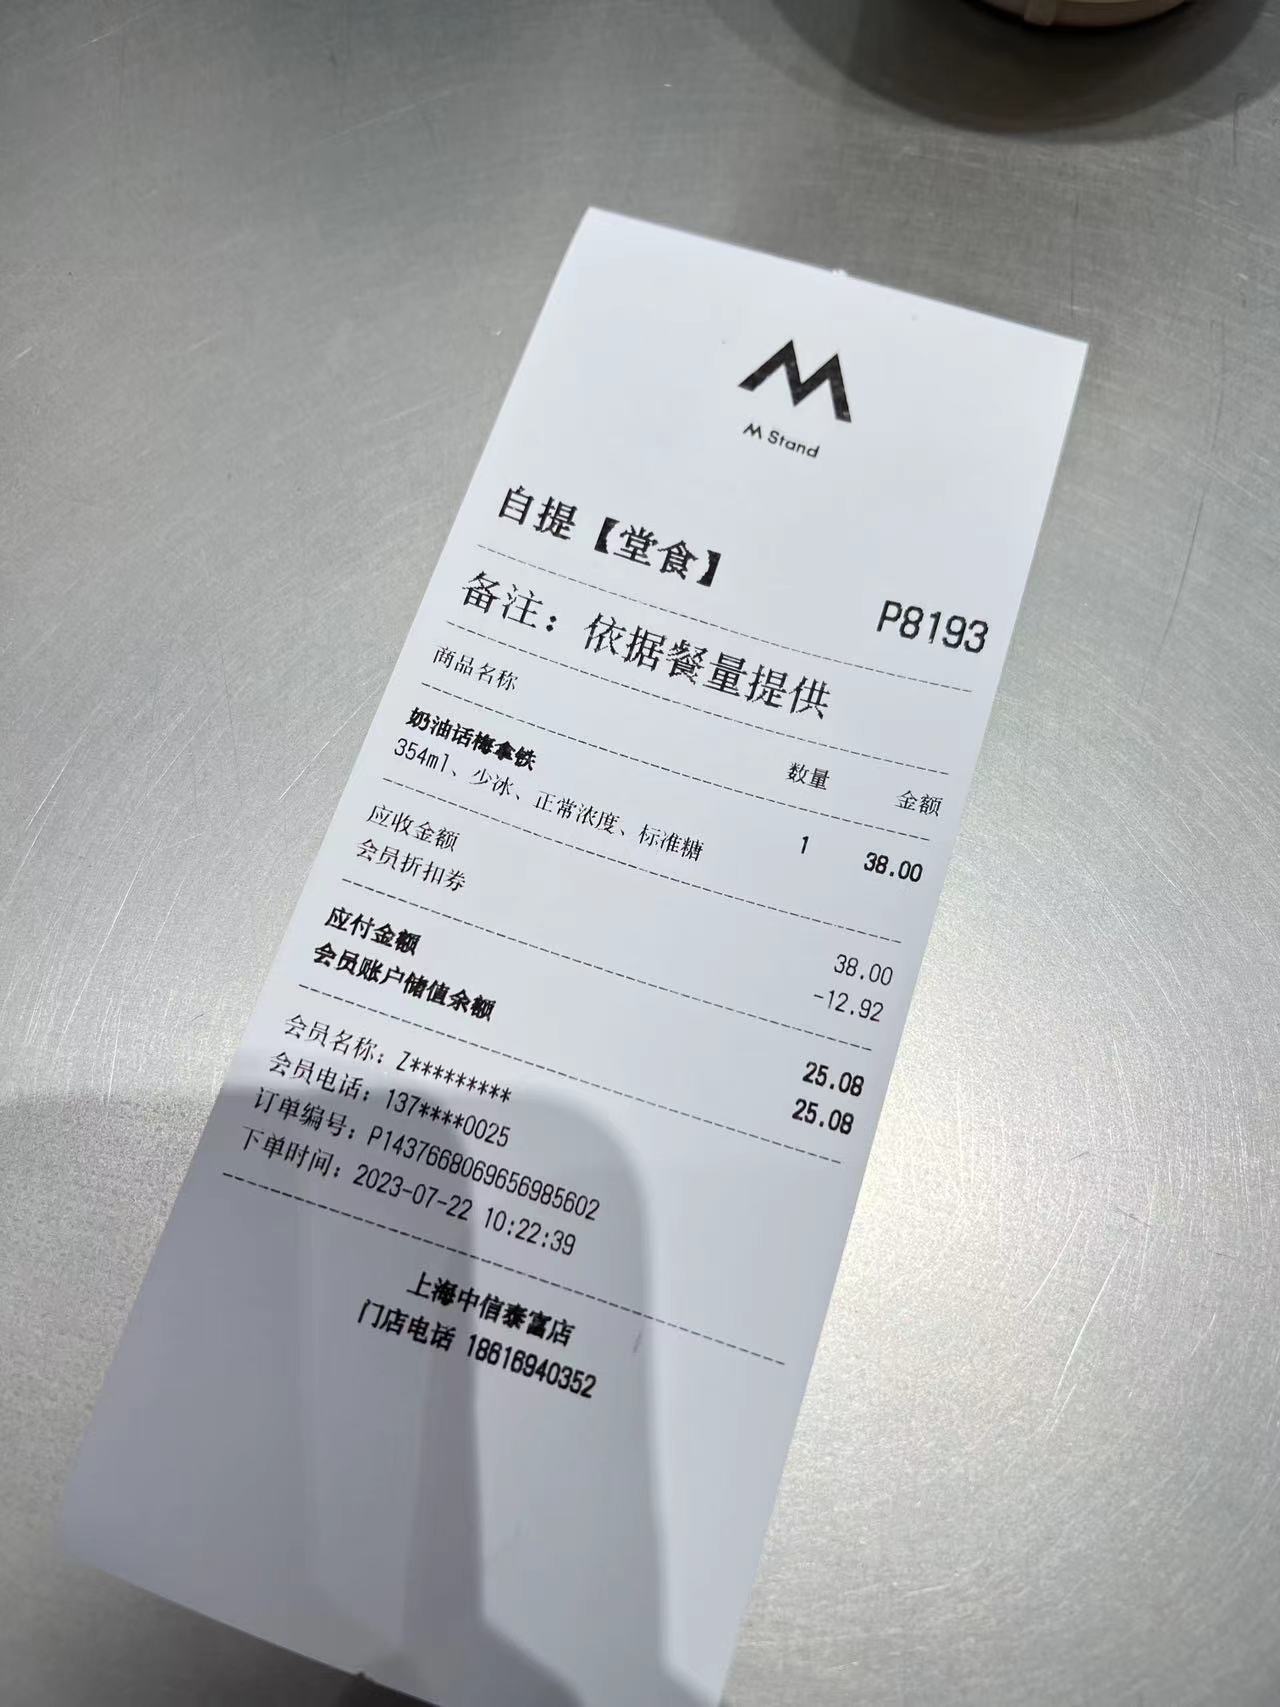 M Stand
自提【堂食】
P8193
备注：依据餐量提供
商品名称 数量 金额
奶油话梅拿铁 1 38.00
354ml、少冰、正常浓度、标准糖
应收金额 38.00
会员折扣券 -12.92
应付金额 25.08
会员账户储值余额 25.08
会员名称：Z*********
会员电话：137****0025
订单编号：P1437668069656985602
下单时间：2023-07-22 10:22:39
上海中信泰富店
门店电话 18616940352